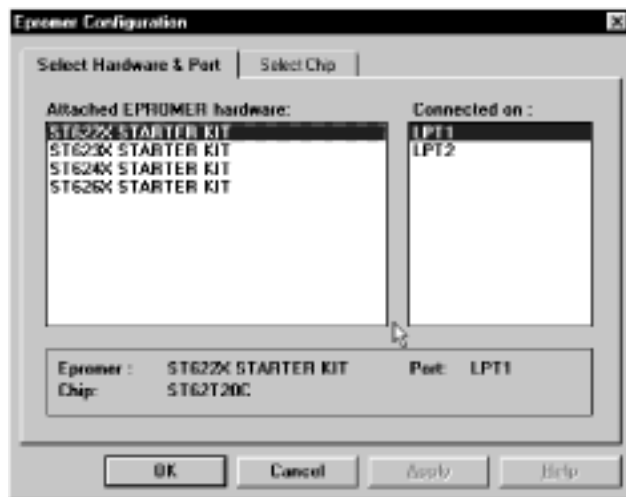 Epromer Configuration
Select Hardware & Port
Select Chip
Attached EPROMER hardware:
Connected on :
ST622X STARTER KIT
LPT1
ST623X STARTER KIT
LPT2
ST624X STARTER KIT
ST626X STARTER KIT
Epromer : ST622X STARTER KIT Port: LPT1
Chip: ST62T20C
OK
Cancel
Apply
Help